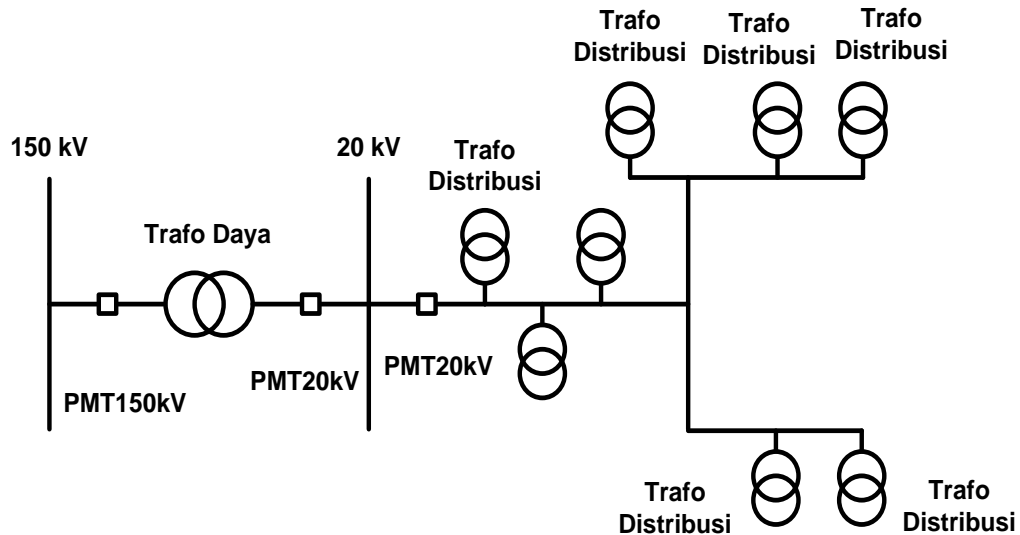 Trafo
Distribusi
Trafo
Distribusi
Trafo
Distribusi
150 kV
20 kV
Trafo
Distribusi
Trafo Daya
PMT150kV
PMT20kV
PMT20kV
Trafo
Distribusi
Trafo
Distribusi